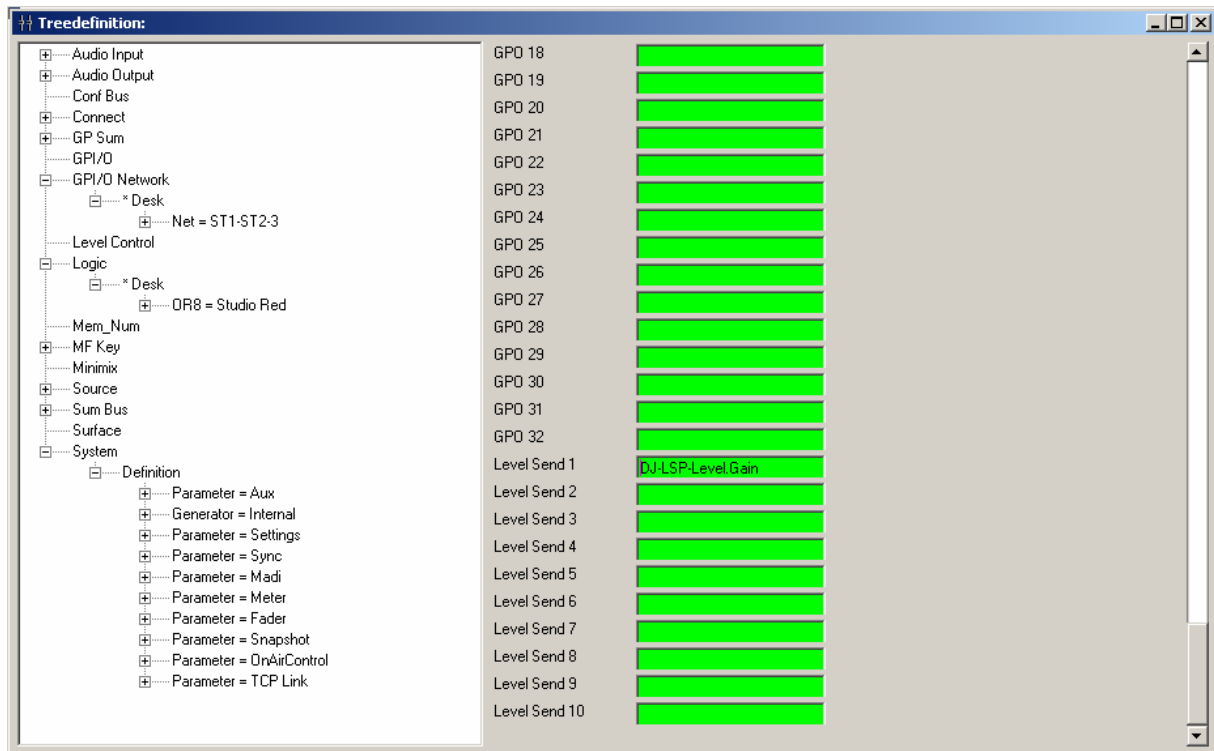 Treedefinition:
Audio Input
Audio Output
Conf Bus
Connect
GP Sum
GPI/O
GPI/O Network
* Desk
Net = ST1-ST2-3
Level Control
Logic
* Desk
OR8 = Studio Red
Mem_Num
MF Key
Minimix
Source
Sum Bus
Surface
System
Definition
Parameter = Aux
Generator = Internal
Parameter = Settings
Parameter = Sync
Parameter = Madi
Parameter = Meter
Parameter = Fader
Parameter = Snapshot
Parameter = OnAirControl
Parameter = TCP Link
GPO 18
GPO 19
GPO 20
GPO 21
GPO 22
GPO 23
GPO 24
GPO 25
GPO 26
GPO 27
GPO 28
GPO 29
GPO 30
GPO 31
GPO 32
Level Send 1 DJ-LSP-Level.Gain
Level Send 2
Level Send 3
Level Send 4
Level Send 5
Level Send 6
Level Send 7
Level Send 8
Level Send 9
Level Send 10